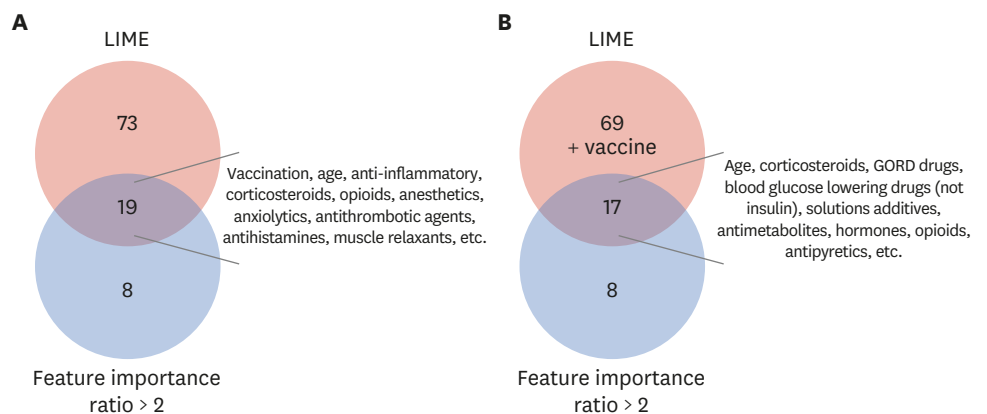 A
LIME
73
19
8
Vaccination, age, anti-inflammatory,
corticosteroids, opioids, anesthetics,
anxiolytics, antithrombotic agents,
antihistamines, muscle relaxants, etc.
Feature importance
ratio > 2
B
LIME
69
+ vaccine
17
8
Age, corticosteroids, GORD drugs,
blood glucose lowering drugs (not
insulin), solutions additives,
antimetabolites, hormones, opioids,
antipyretics, etc.
Feature importance
ratio > 2